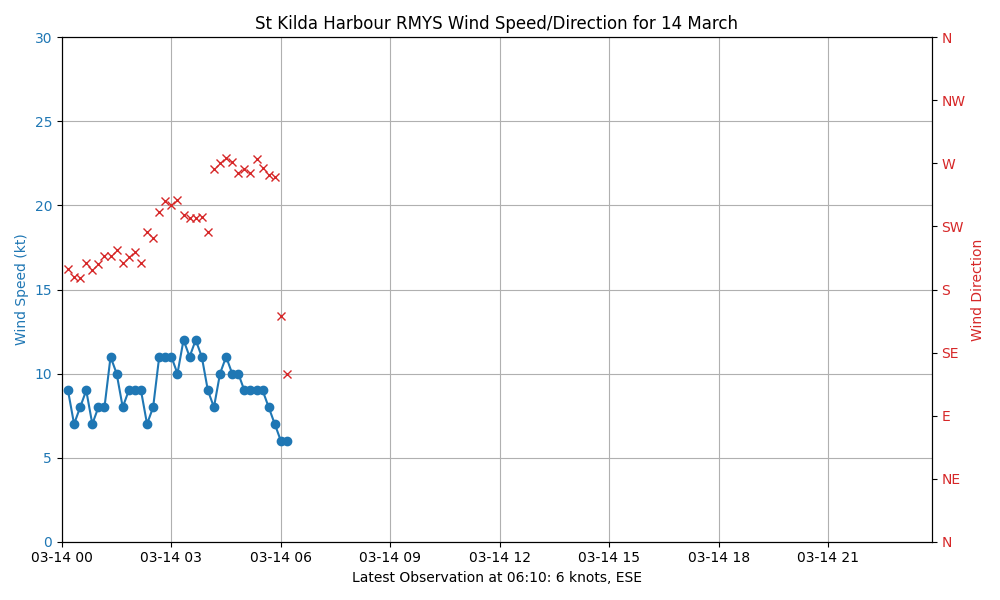 St Kilda Harbour RMYS Wind Speed/Direction for 14 March
Wind Speed (kt)
30
25
20
15
10
5
0
N
NW
W
SW
S
SE
E
NE
N
Wind Direction
03-14 00
03-14 03
03-14 06
03-14 09
03-14 12
03-14 15
03-14 18
03-14 21
Latest Observation at 06:10: 6 knots, ESE